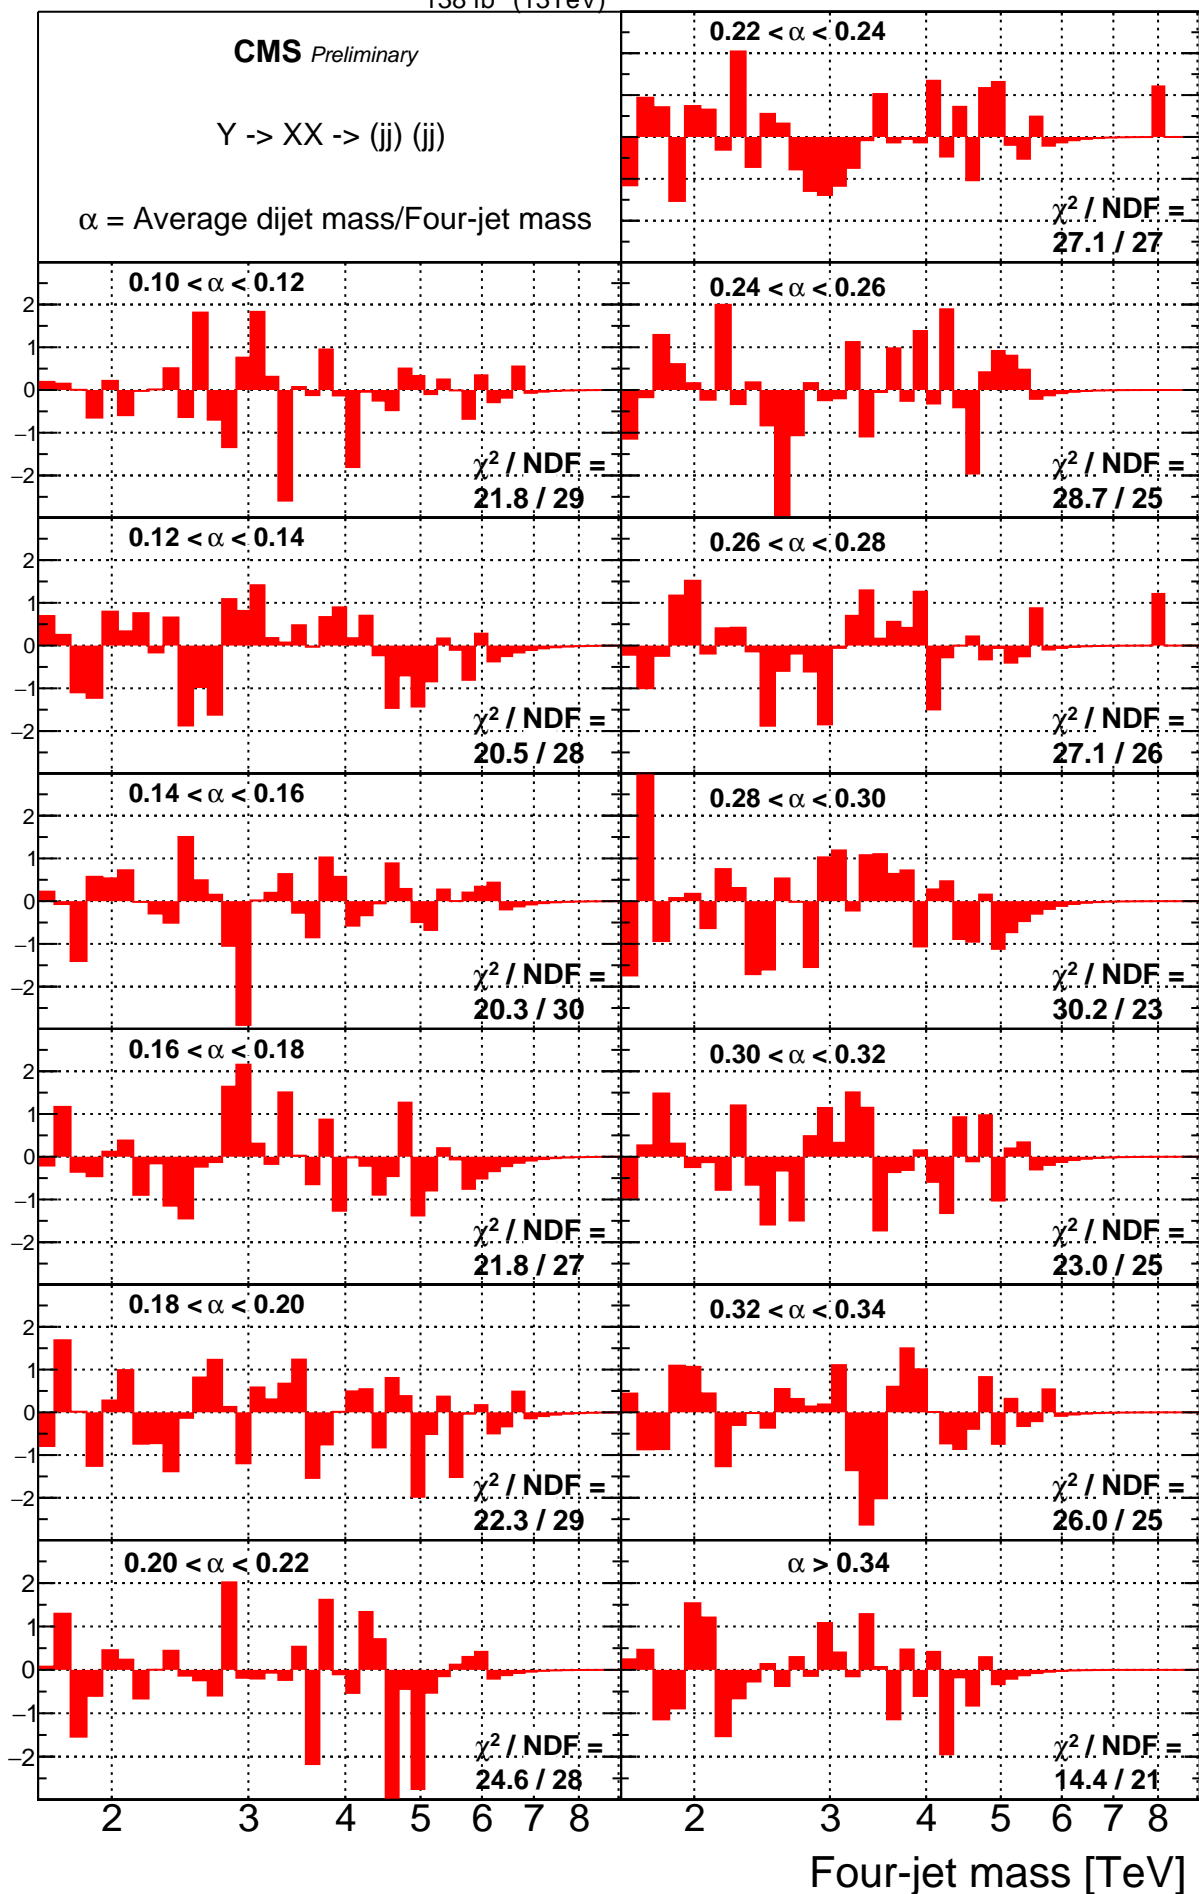 CMS Preliminary
Y -> XX -> (jj) (jj)
α = Average dijet mass/Four-jet mass
0.22 < α < 0.24
χ² / NDF =
27.1 / 27
0.10 < α < 0.12
2
1
0
−1
−2
χ² / NDF =
21.8 / 29
0.24 < α < 0.26
χ² / NDF =
28.7 / 25
0.12 < α < 0.14
2
1
0
−1
−2
χ² / NDF =
20.5 / 28
0.26 < α < 0.28
χ² / NDF =
27.1 / 26
0.14 < α < 0.16
2
1
0
−1
−2
χ² / NDF =
20.3 / 30
0.28 < α < 0.30
χ² / NDF =
30.2 / 23
0.16 < α < 0.18
2
1
0
−1
−2
χ² / NDF =
21.8 / 27
0.30 < α < 0.32
χ² / NDF =
23.0 / 25
0.18 < α < 0.20
2
1
0
−1
−2
χ² / NDF =
22.3 / 29
0.32 < α < 0.34
χ² / NDF =
26.0 / 25
0.20 < α < 0.22
2
1
0
−1
−2
χ² / NDF =
24.6 / 28
α > 0.34
χ² / NDF =
14.4 / 21
2 3 4 5 6 7 8
2 3 4 5 6 7 8
Four-jet mass [TeV]